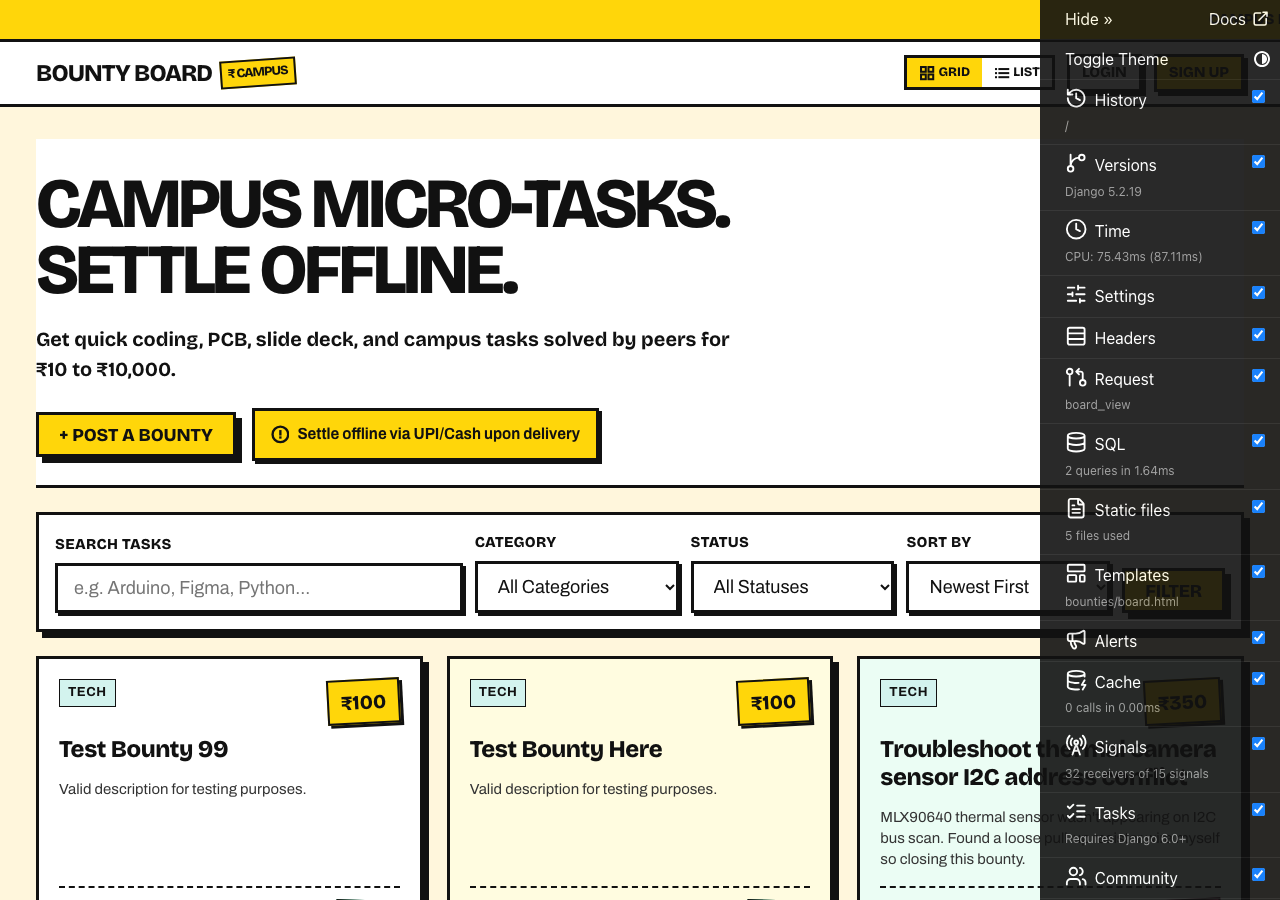 Hide »
Docs
BOUNTY BOARD
₹ CAMPUS
GRID
LIST
LOGIN
SIGN UP
Toggle Theme
History
/
Versions
Django 5.2.19
Time
CPU: 75.43ms (87.11ms)
Settings
Headers
Request
board_view
SQL
2 queries in 1.64ms
Static files
5 files used
Templates
bounties/board.html
Alerts
Cache
0 calls in 0.00ms
Signals
32 receivers of 15 signals
Tasks
Requires Django 6.0+
Community
CAMPUS MICRO-TASKS.
SETTLE OFFLINE.
Get quick coding, PCB, slide deck, and campus tasks solved by peers for
₹10 to ₹10,000.
+ POST A BOUNTY
Settle offline via UPI/Cash upon delivery
SEARCH TASKS
e.g. Arduino, Figma, Python...
CATEGORY
All Categories
STATUS
All Statuses
SORT BY
Newest First
FILTER
TECH
₹100
Test Bounty 99
Valid description for testing purposes.
TECH
₹100
Test Bounty Here
Valid description for testing purposes.
TECH
₹350
Troubleshoot thermal camera
sensor I2C address conflict
MLX90640 thermal sensor wasn't appearing on I2C
bus scan. Found a loose
so closing this bounty.